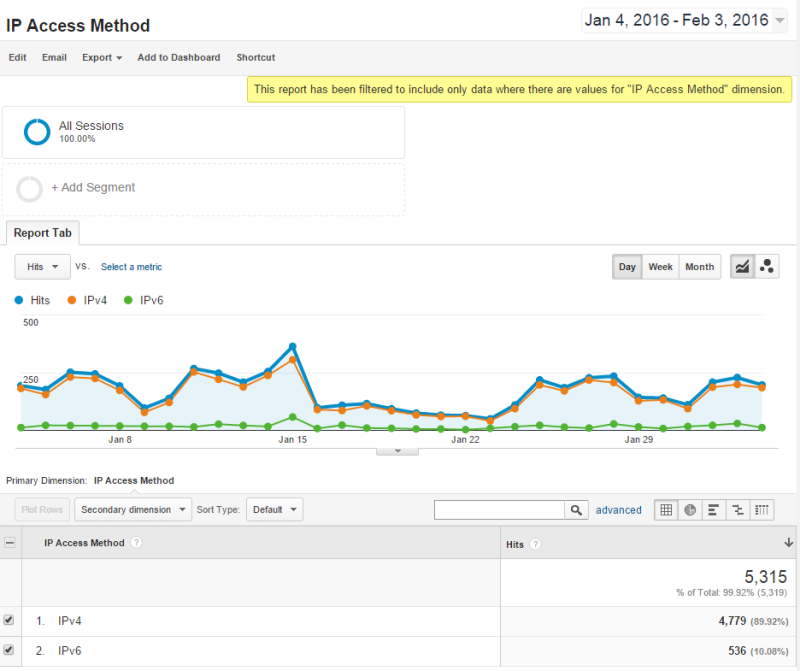 IP Access Method
Jan 4, 2016 - Feb 3, 2016
Edit Email Export Add to Dashboard Shortcut
This report has been filtered to include only data where there are values for "IP Access Method" dimension.
All Sessions
100.00%
+ Add Segment
Report Tab
Hits VS. Select a metric Day Week Month
Hits IPv4 IPv6
500
250
Jan 8 Jan 15 Jan 22 Jan 29
Primary Dimension: IP Access Method
Plot Rows Secondary dimension Sort Type: Default advanced
IP Access Method ? Hits ?
5,315
% of Total: 99.92% (5,319)
1. IPv4 4,779 (89.92%)
2. IPv6 536 (10.08%)